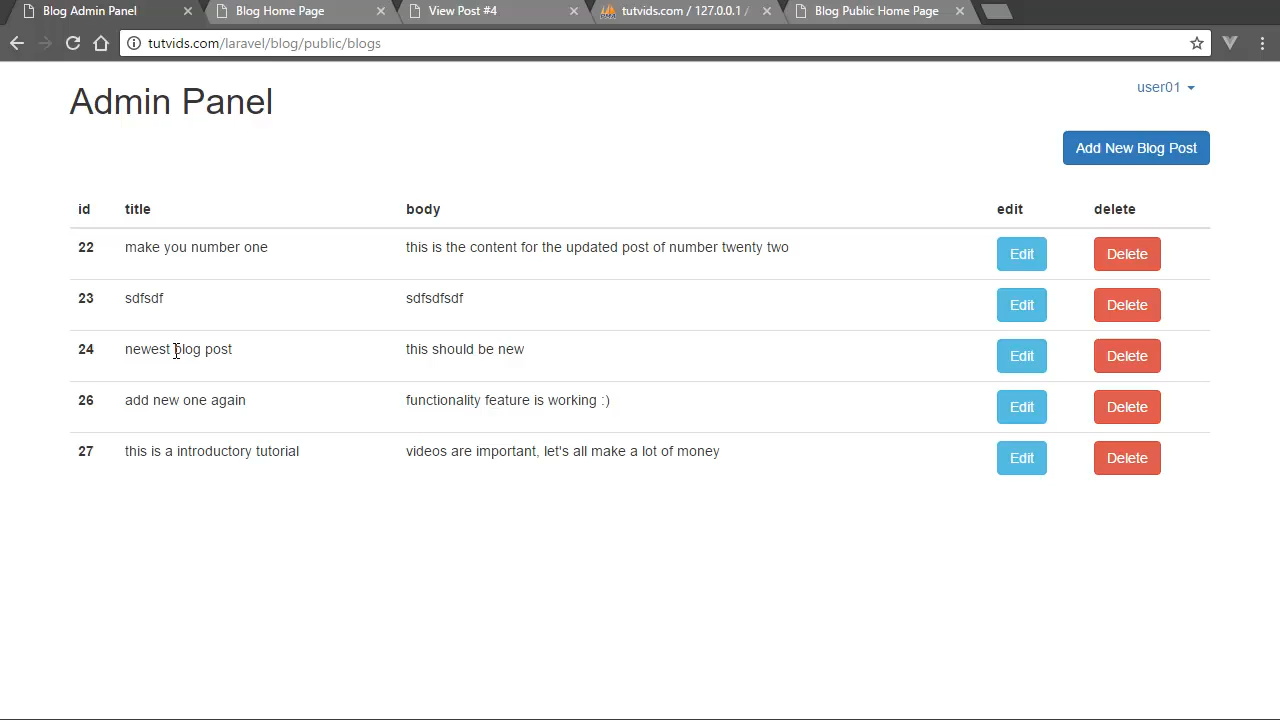 Blog Admin Panel
Blog Home Page
View Post #4
tutvids.com / 127.0.0.1 /
Blog Public Home Page
tutvids.com/laravel/blog/public/blogs
Admin Panel
user01
Add New Blog Post
id title body edit delete
22 make you number one this is the content for the updated post of number twenty two Edit Delete
23 sdfsdf sdfsdfsdf Edit Delete
24 newest blog post this should be new Edit Delete
26 add new one again functionality feature is working :) Edit Delete
27 this is a introductory tutorial videos are important, let's all make a lot of money Edit Delete